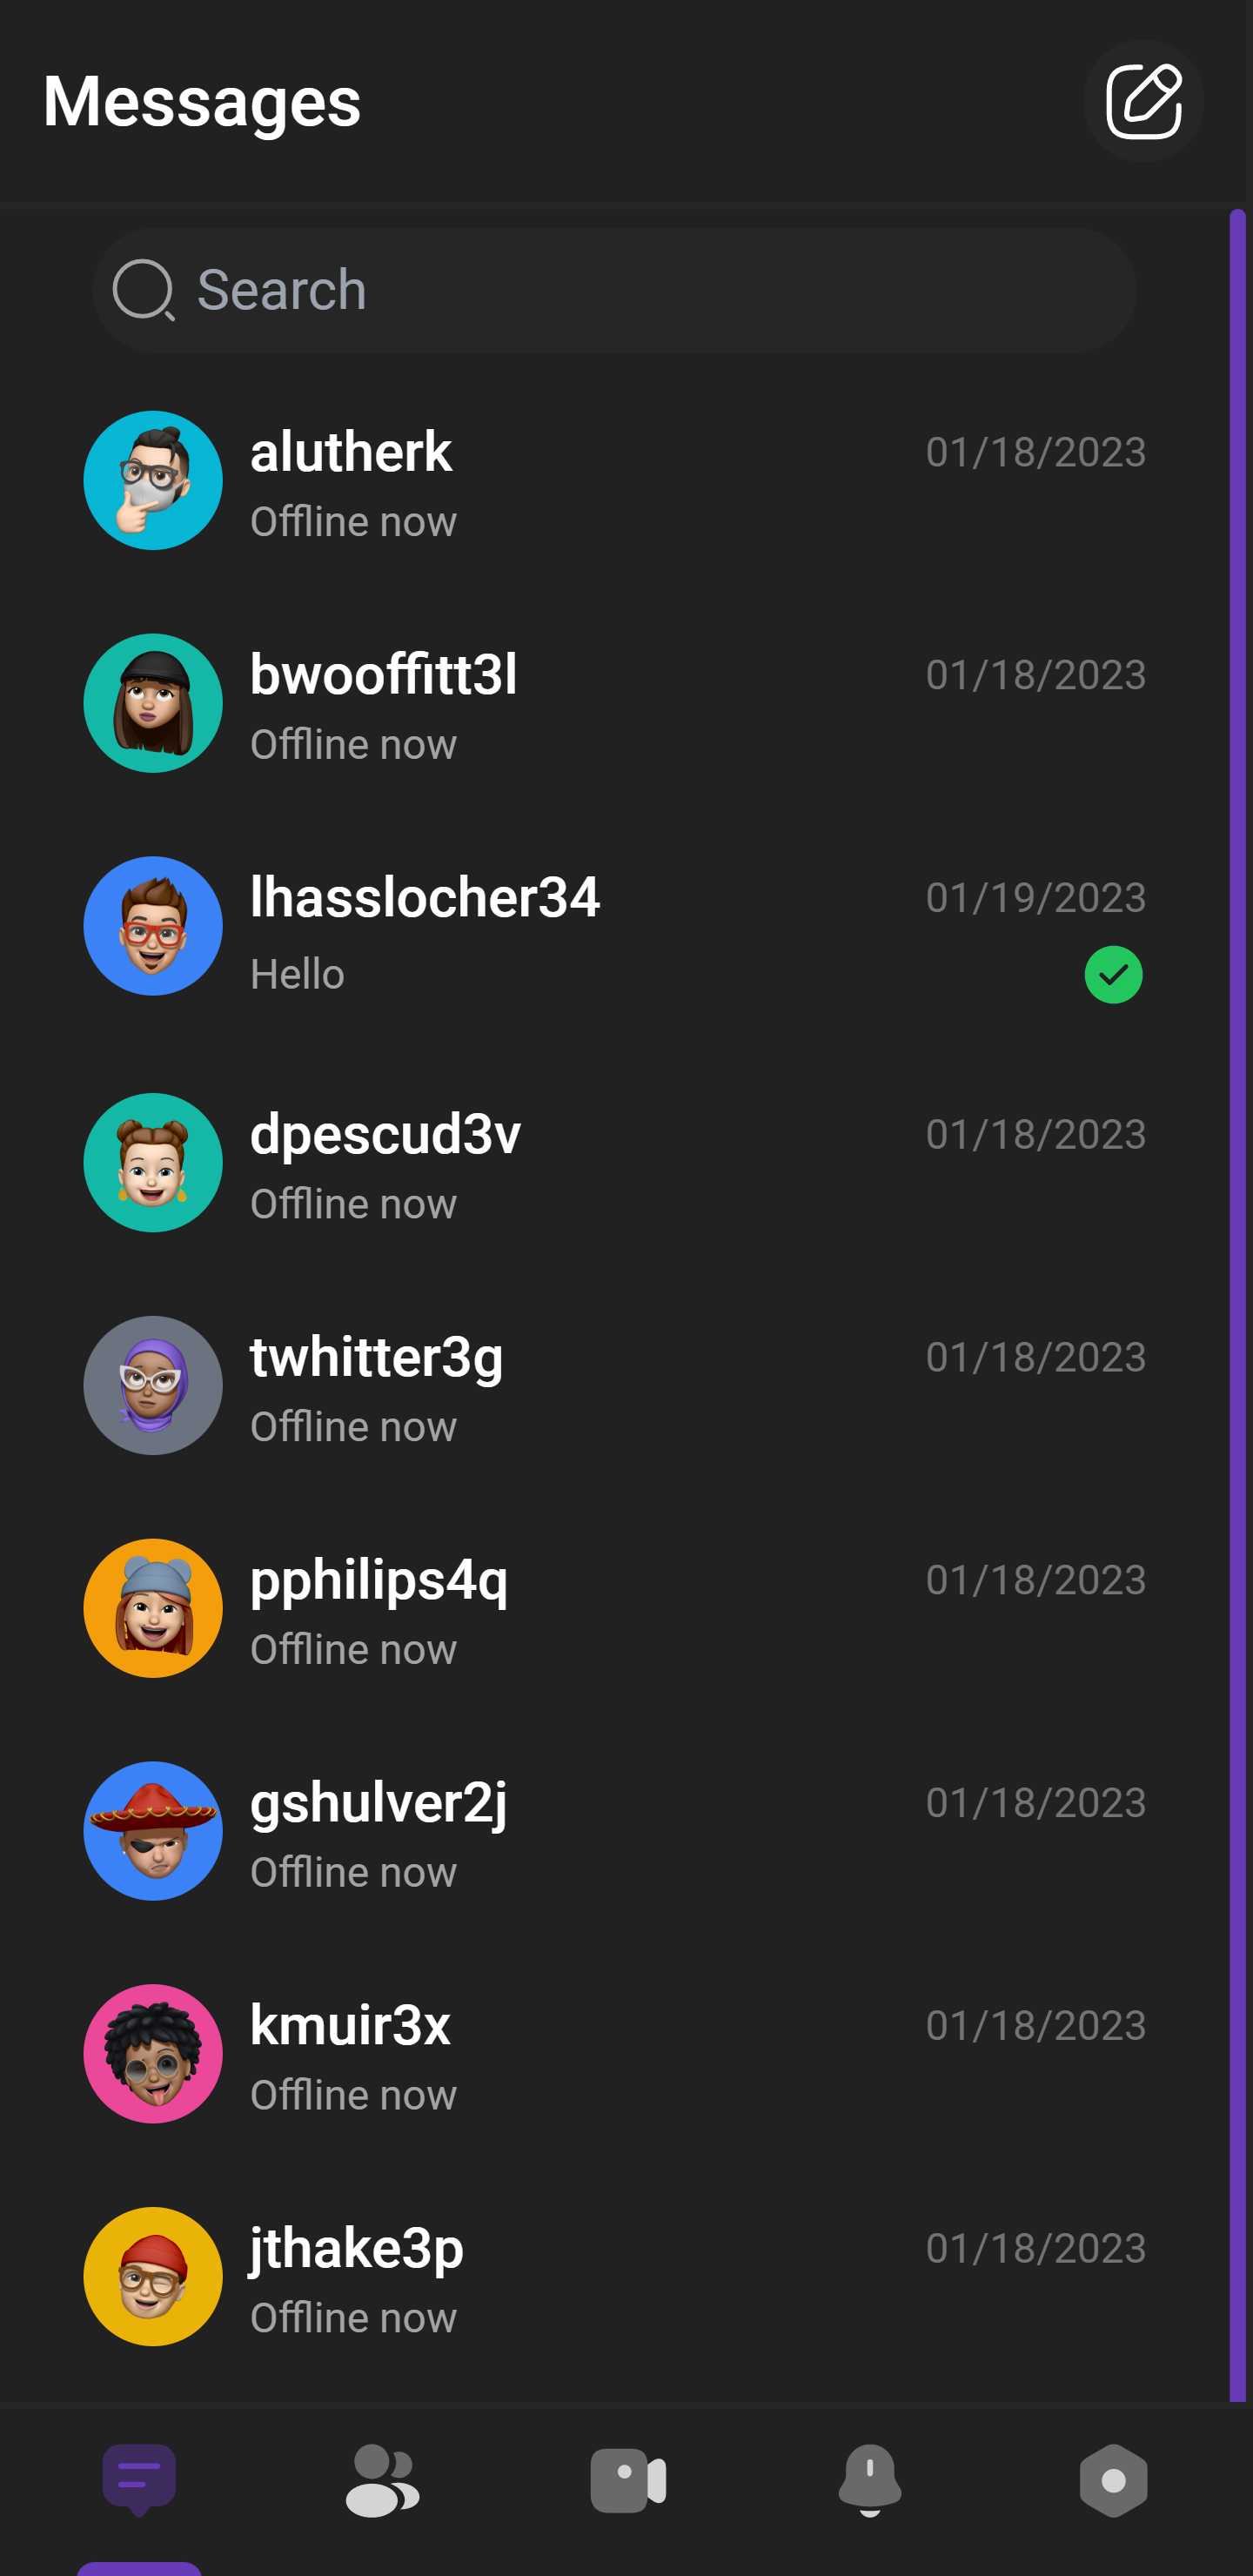 Messages
Search
alutherk 01/18/2023
Offline now
bwooffitt3l 01/18/2023
Offline now
lhasslocher34 01/19/2023
Hello
dpescud3v 01/18/2023
Offline now
twhitter3g 01/18/2023
Offline now
pphilips4q 01/18/2023
Offline now
gshulver2j 01/18/2023
Offline now
kmuir3x 01/18/2023
Offline now
jthake3p 01/18/2023
Offline now